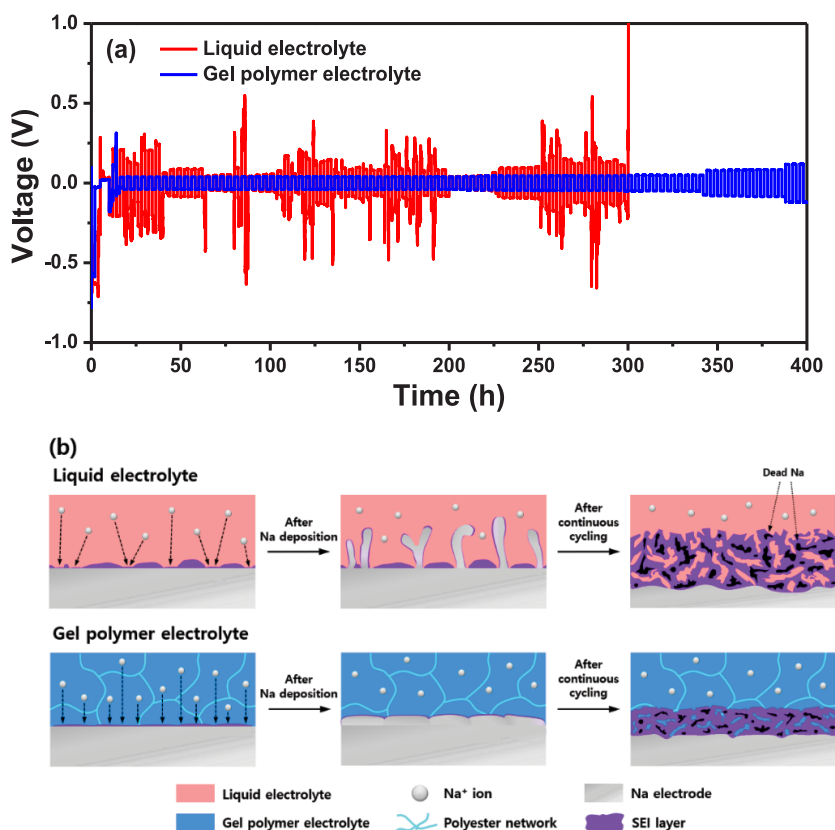 (a)
Liquid electrolyte
Gel polymer electrolyte
1.0
0.5
0.0
-0.5
-1.0
Voltage (V)
0 50 100 150 200 250 300 350 400
Time (h)
(b)
Liquid electrolyte
After
Na deposition
After
continuous
cycling
Dead Na
Gel polymer electrolyte
After
Na deposition
After
continuous
cycling
Liquid electrolyte
Na⁺ ion
Na electrode
Gel polymer electrolyte
Polyester network
SEI layer